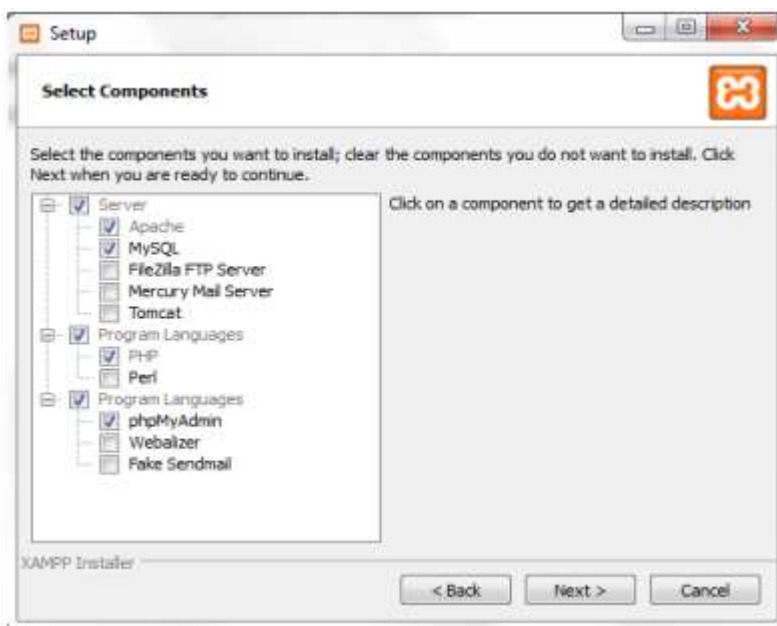 Setup
Select Components
Select the components you want to install; clear the components you do not want to install. Click
Next when you are ready to continue.
Server
Apache
MySQL
FileZilla FTP Server
Mercury Mail Server
Tomcat
Program Languages
PHP
Perl
Program Languages
phpMyAdmin
Webalizer
Fake Sendmail
Click on a component to get a detailed description
XAMPP Installer
< Back
Next >
Cancel